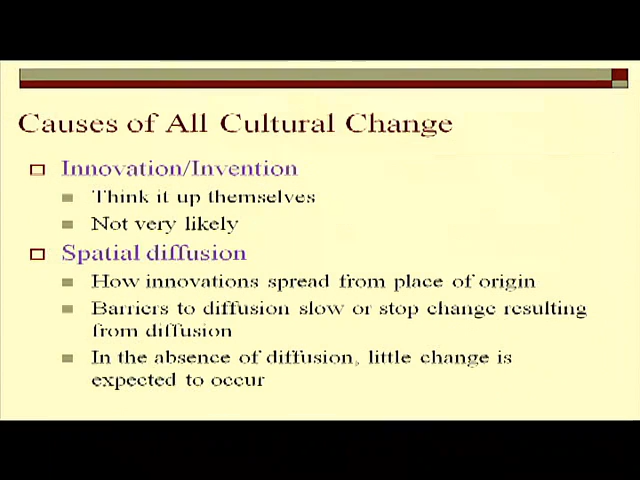 Causes of All Cultural Change
Innovation/Invention
Think it up themselves
Not very likely
Spatial diffusion
How innovations spread from place of origin
Barriers to diffusion slow or stop change resulting
from diffusion
In the absence of diffusion, little change is
expected to occur